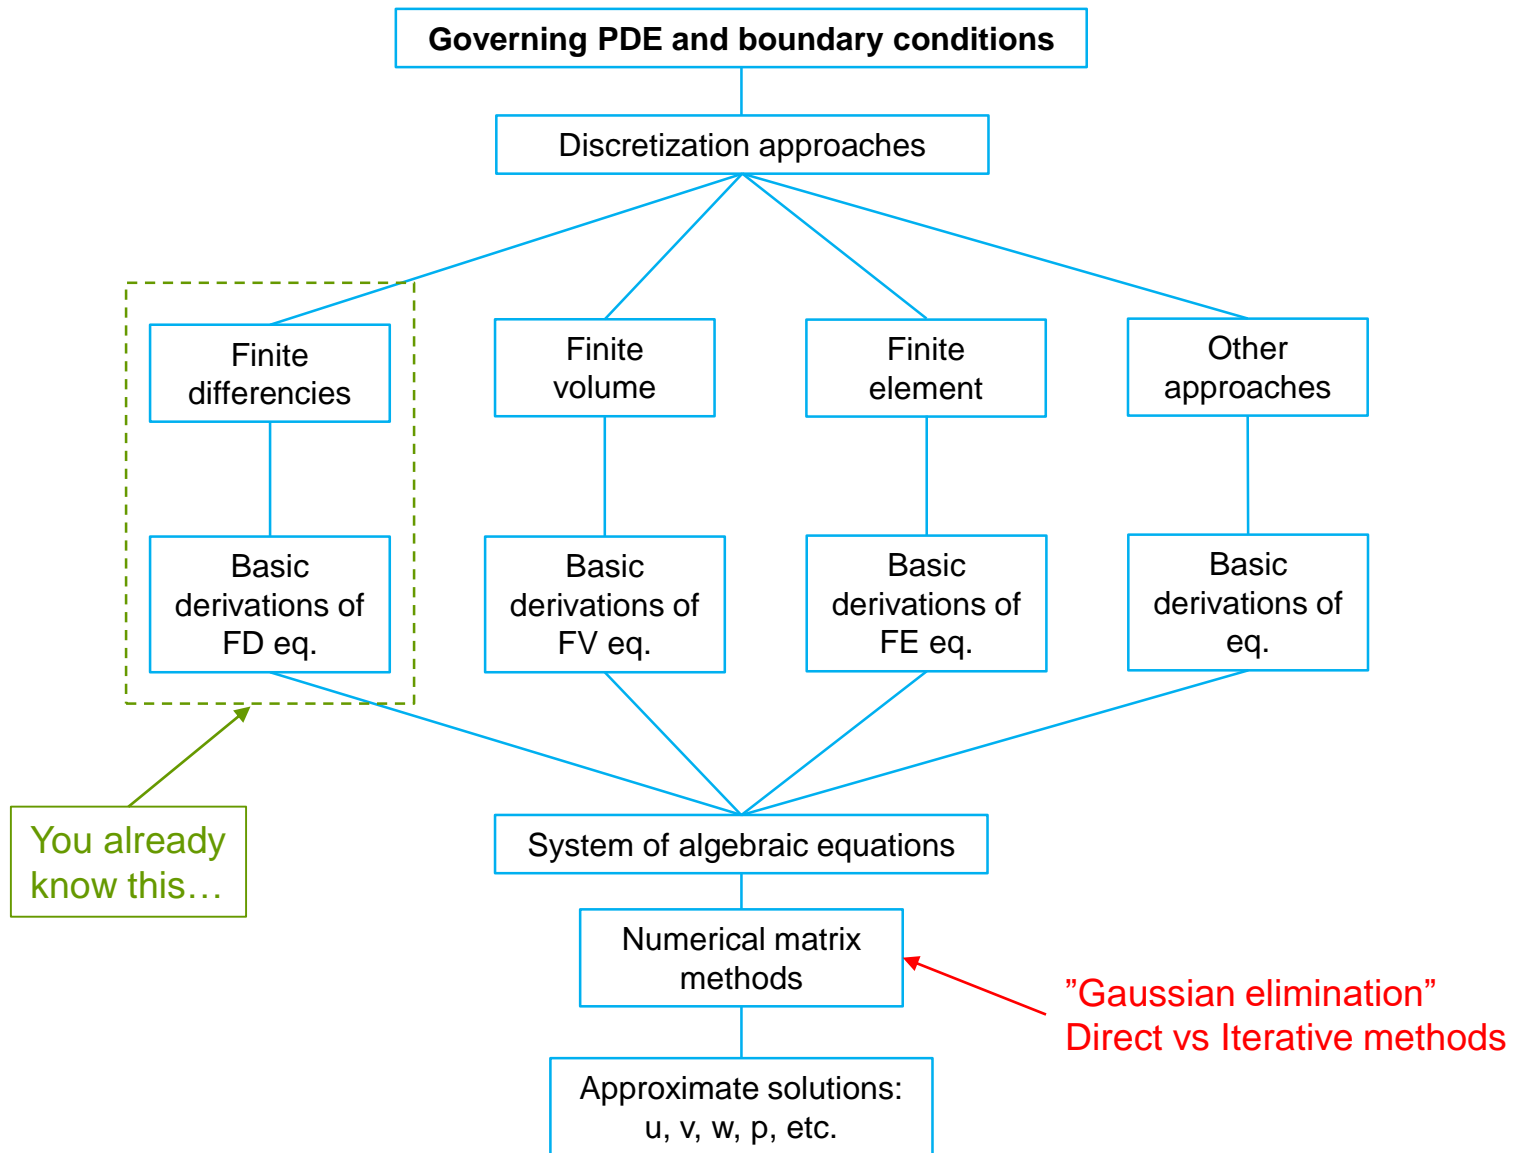 Governing PDE and boundary conditions
Discretization approaches
Finite
differencies
Finite
volume
Finite
element
Other
approaches
Basic
derivations of
FD eq.
Basic
derivations of
FV eq.
Basic
derivations of
FE eq.
Basic
derivations of
eq.
You already
know this…
System of algebraic equations
Numerical matrix
methods
”Gaussian elimination”
Direct vs Iterative methods
Approximate solutions:
u, v, w, p, etc.